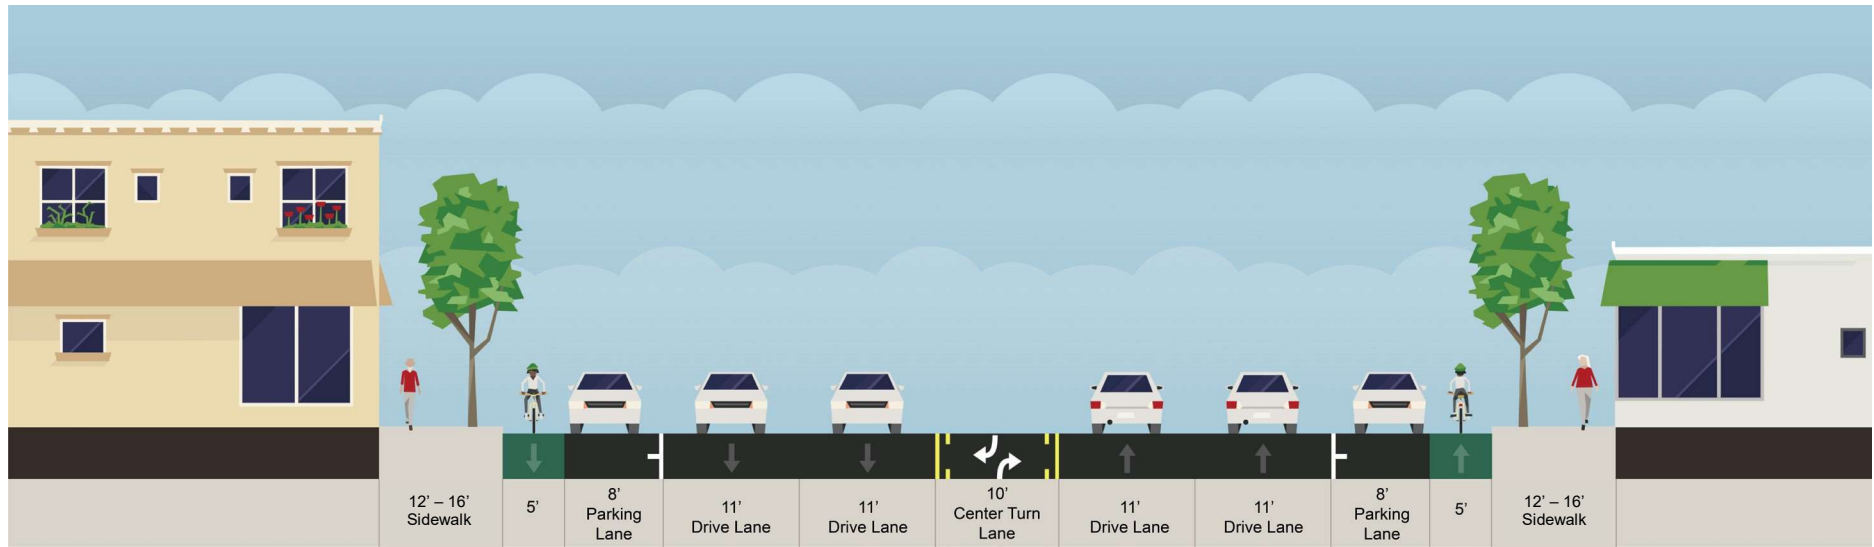 12’ – 16’
Sidewalk
5’
8’
Parking
Lane
11’
Drive Lane
11’
Drive Lane
10’
Center Turn
Lane
11’
Drive Lane
11’
Drive Lane
8’
Parking
Lane
5’
12’ – 16’
Sidewalk